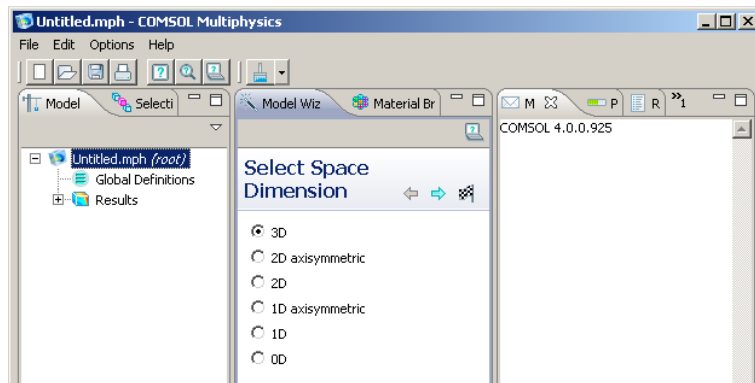 Untitled.mph - COMSOL Multiphysics
File Edit Options Help
Model Selecti Model Wiz Material Br M P R »1
COMSOL 4.0.0.925
Untitled.mph (root)
Global Definitions
Results
Select Space
Dimension
3D
2D axisymmetric
2D
1D axisymmetric
1D
0D